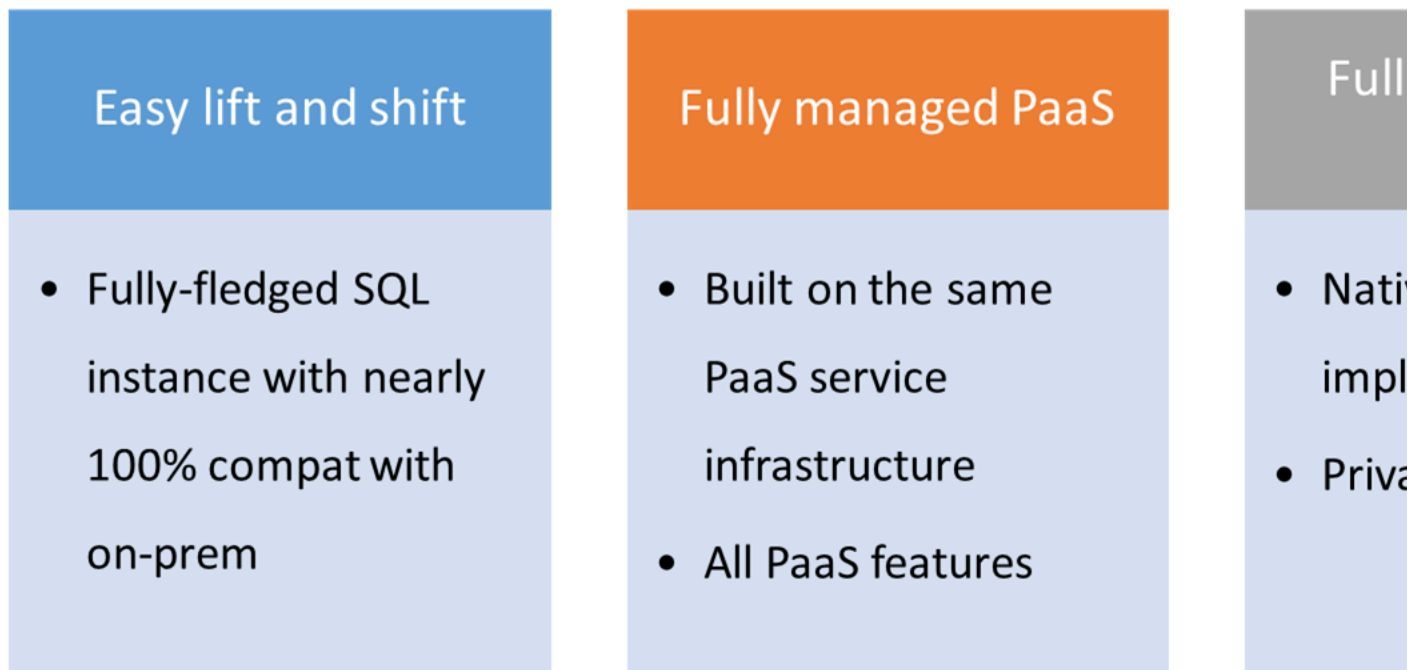 Easy lift and shift
• Fully-fledged SQL
instance with nearly
100% compat with
on-prem
Fully managed PaaS
• Built on the same
PaaS service
infrastructure
• All PaaS features
Full